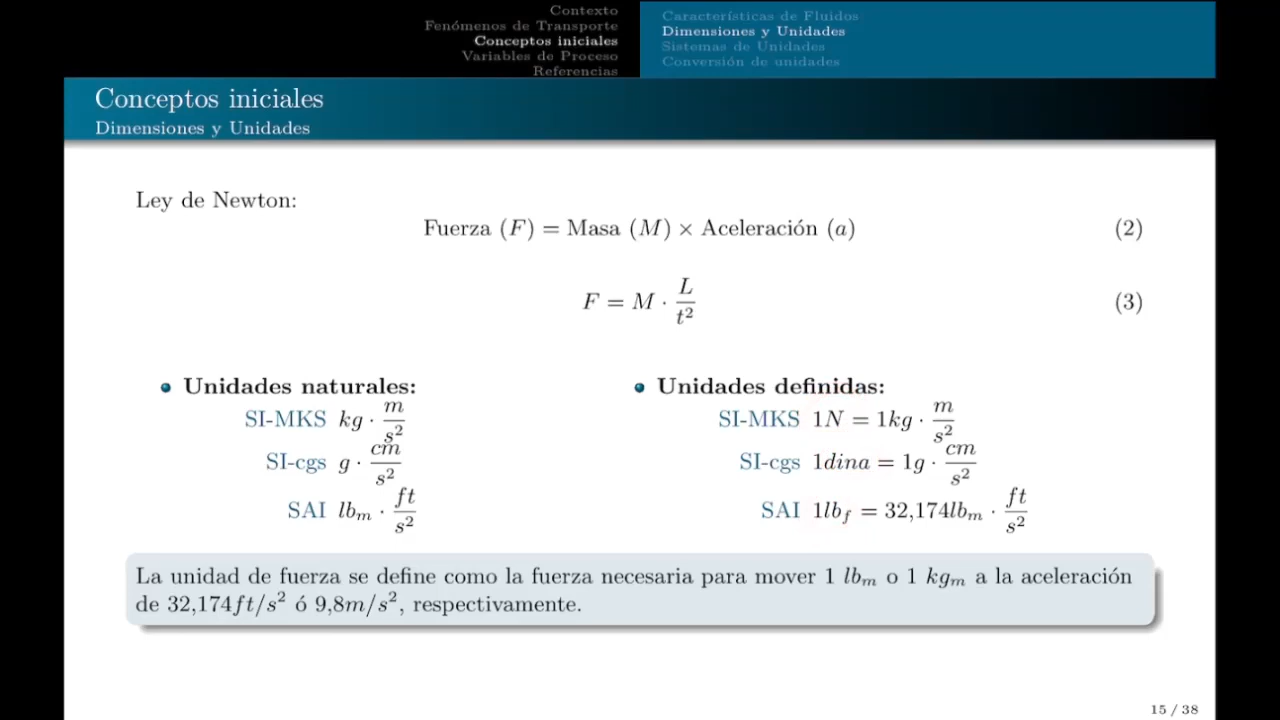 Contexto
Fenómenos de Transporte
Conceptos iniciales
Variables de Proceso
Referencias
Características de Fluidos
Dimensiones y Unidades
Sistemas de Unidades
Conversión de unidades
Conceptos iniciales
Dimensiones y Unidades
Ley de Newton:
Fuerza (F) = Masa (M) × Aceleración (a) (2)
F = M · L/t² (3)
Unidades naturales:
SI-MKS kg · m/s²
SI-cgs g · cm/s²
SAI lbₘ · ft/s²
Unidades definidas:
SI-MKS 1N = 1kg · m/s²
SI-cgs 1dina = 1g · cm/s²
SAI 1lb_f = 32,174lbₘ · ft/s²
La unidad de fuerza se define como la fuerza necesaria para mover 1 lbₘ o 1 kgₘ a la aceleración
de 32,174ft/s² ó 9,8m/s², respectivamente.
15 / 38